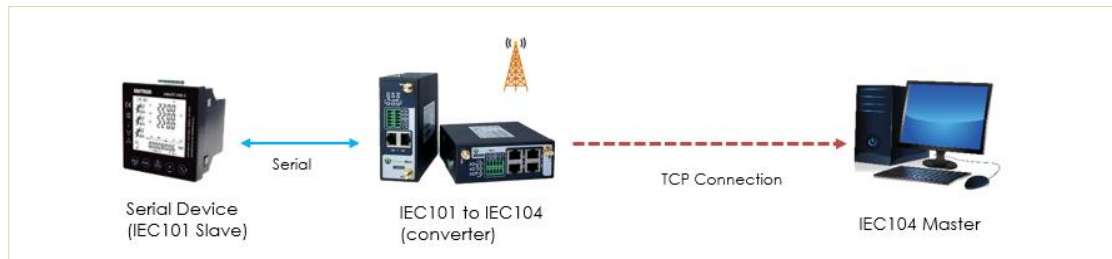 Serial
TCP Connection
Serial Device
(IEC101 Slave)
IEC101 to IEC104
(converter)
IEC104 Master